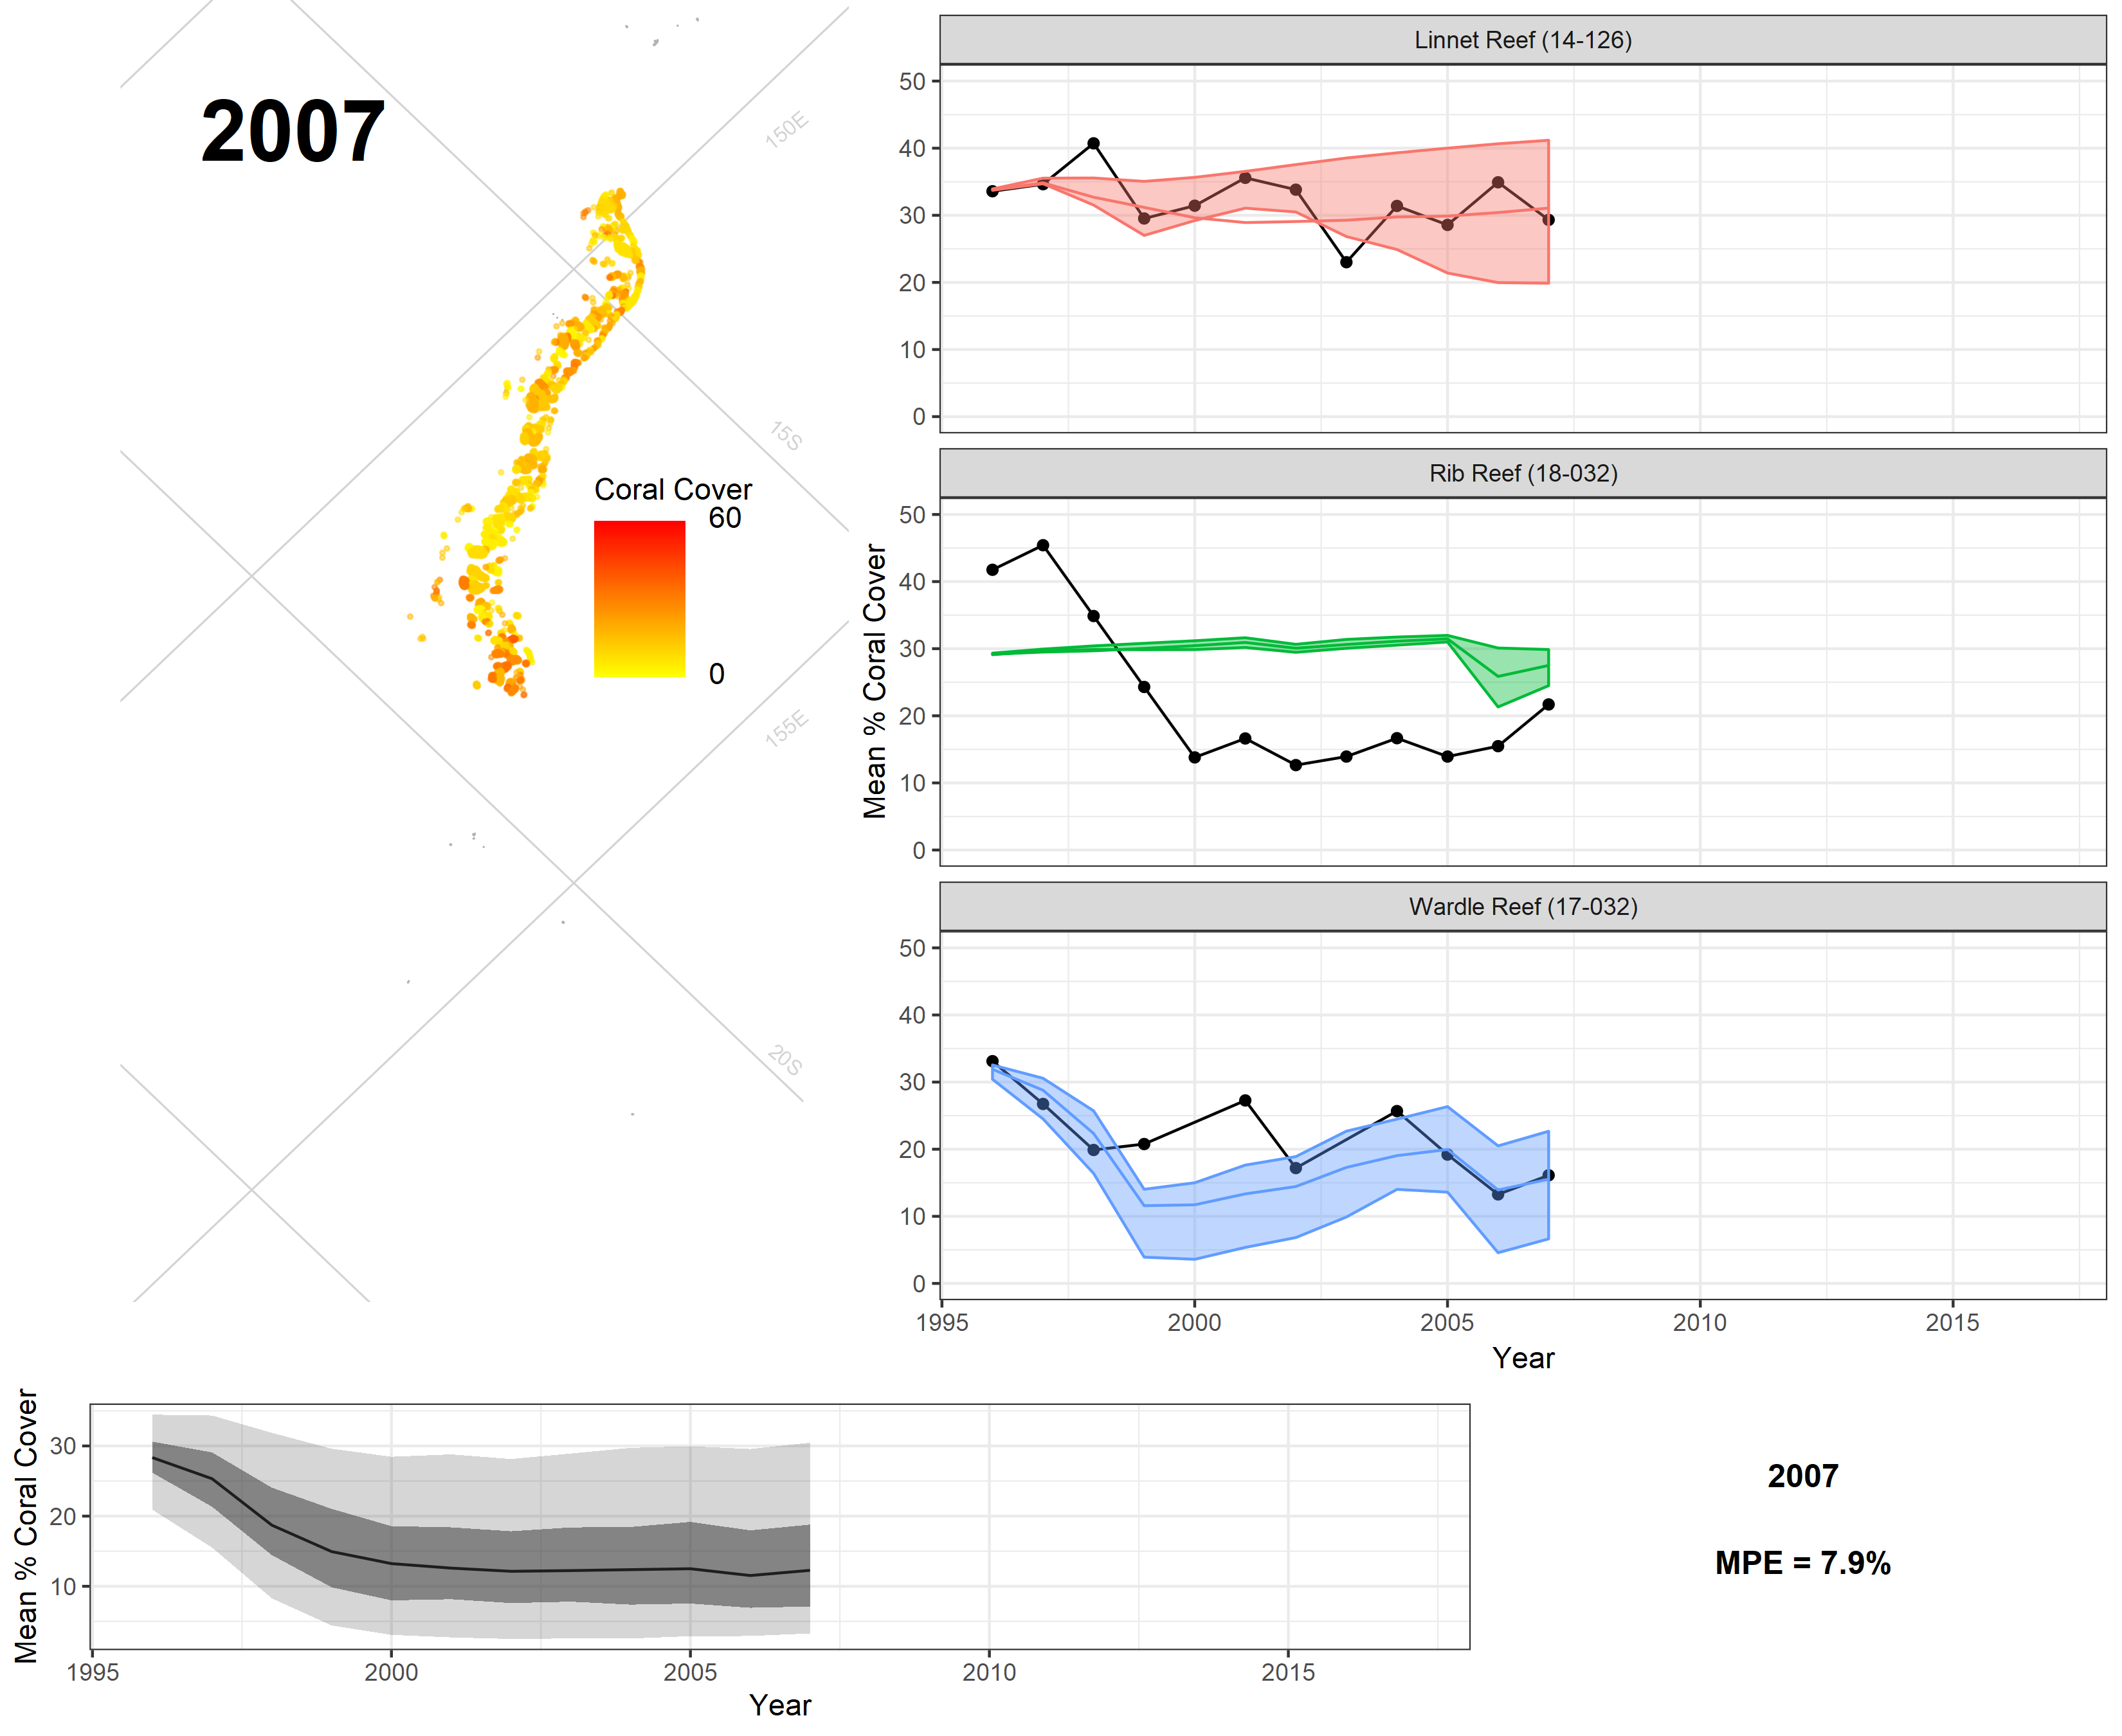 2007
150E
15S
155E
20S
Coral Cover
60
0
Linnet Reef (14-126)
50
40
30
20
10
0
Rib Reef (18-032)
50
40
30
20
10
0
Mean % Coral Cover
Wardle Reef (17-032)
50
40
30
20
10
0
1995 2000 2005 2010 2015
Year
Mean % Coral Cover
30
20
10
1995 2000 2005 2010 2015
Year
2007
MPE = 7.9%